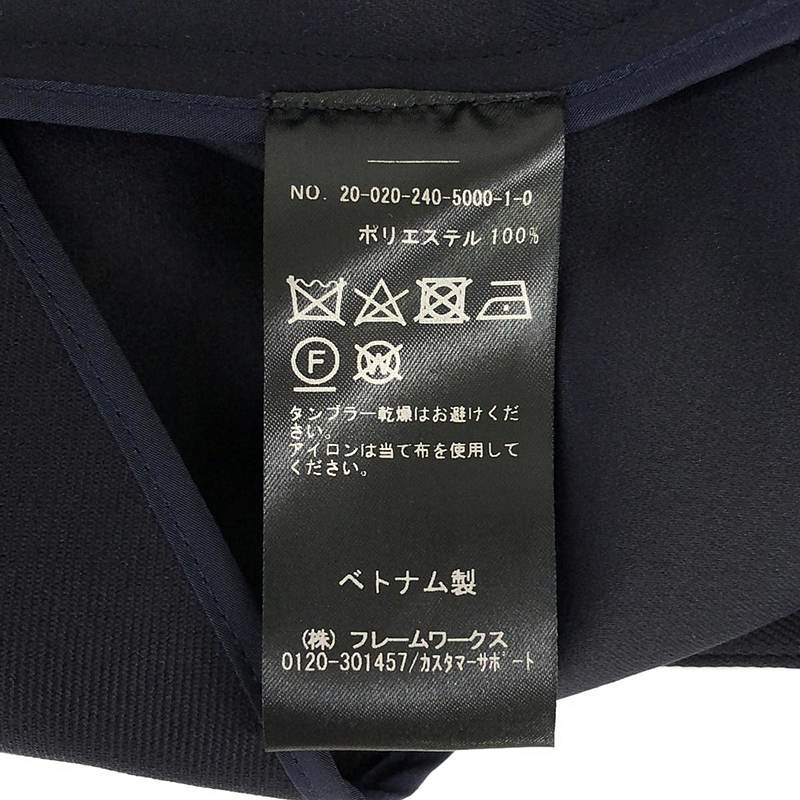 NO. 20-020-240-5000-1-0
ポリエステル 100%
F
W
タンブラー乾燥はお避けくだ
さい。
アイロンは当て布を使用して
ください。
ベトナム製
(株) フレームワークス
0120-301457/カスタマーサポート